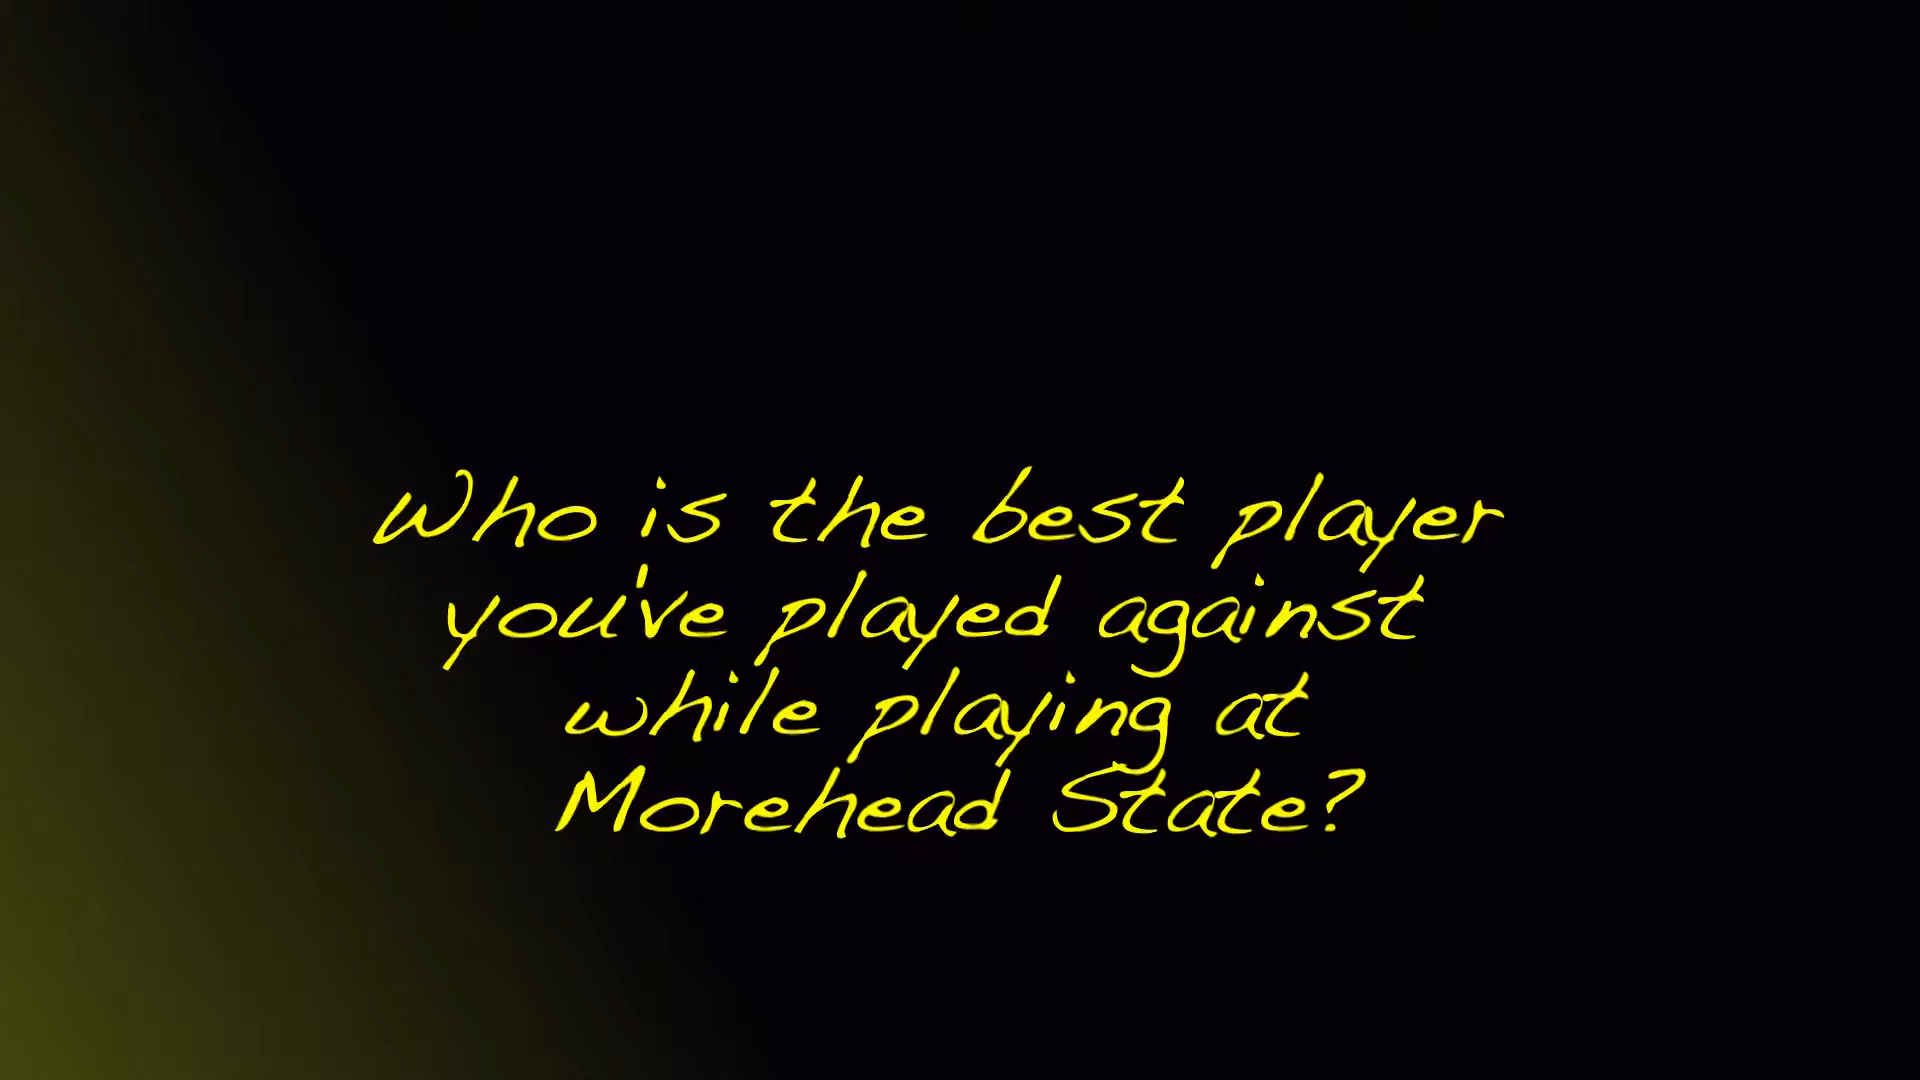 Who is the best player
you've played against
while playing at
Morehead State?